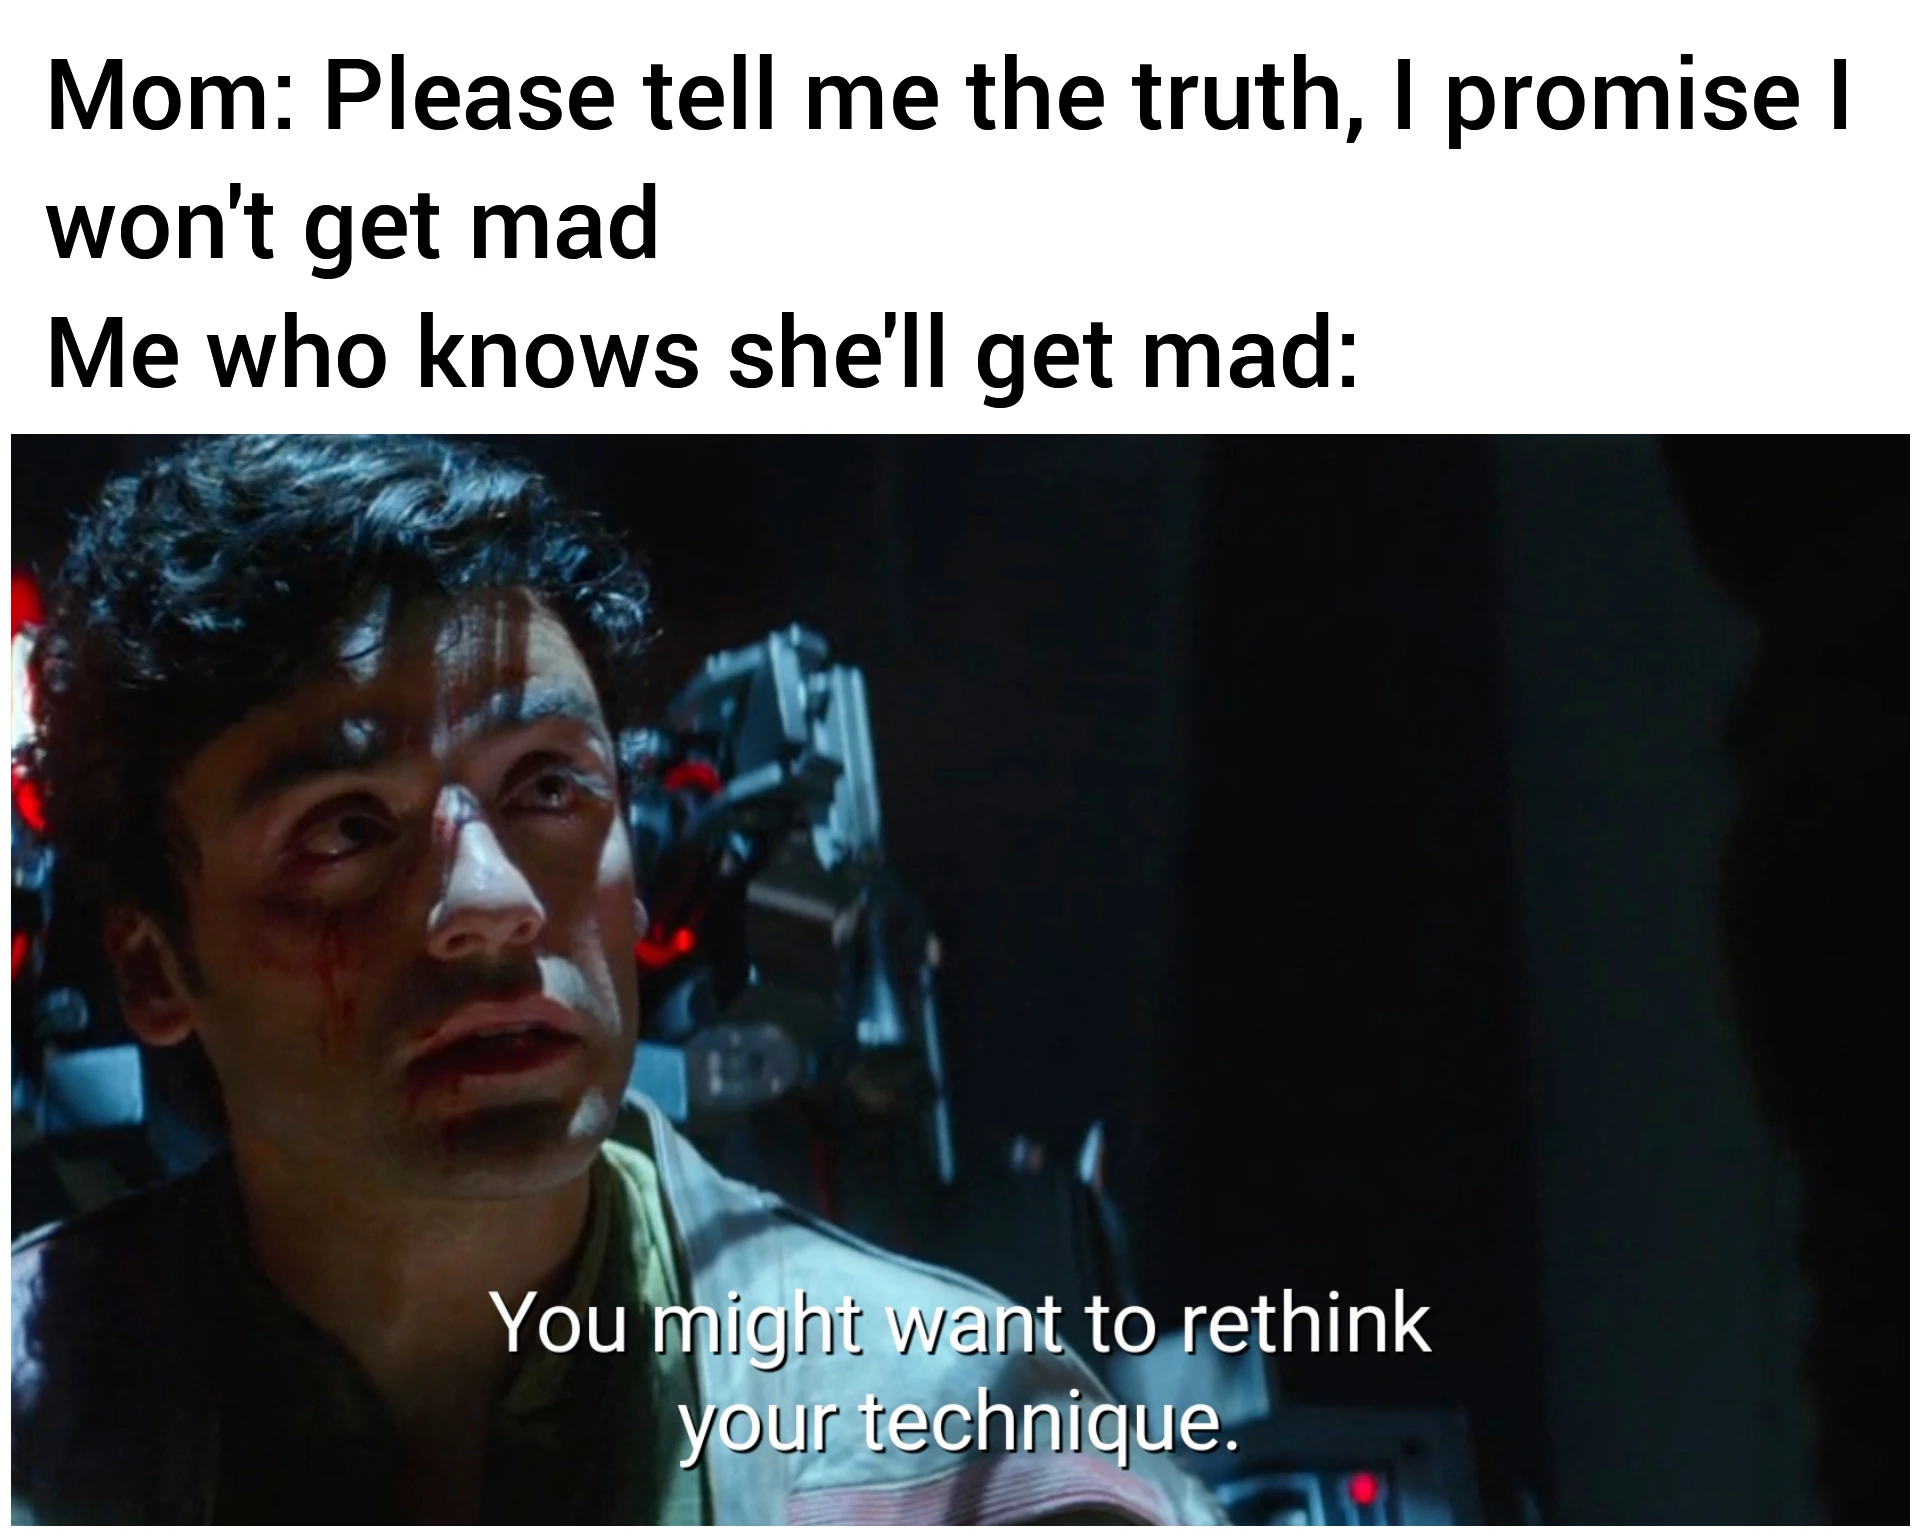 Mom: Please tell me the truth, I promise I
won't get mad
Me who knows she'll get mad:
You might want to rethink
your technique.